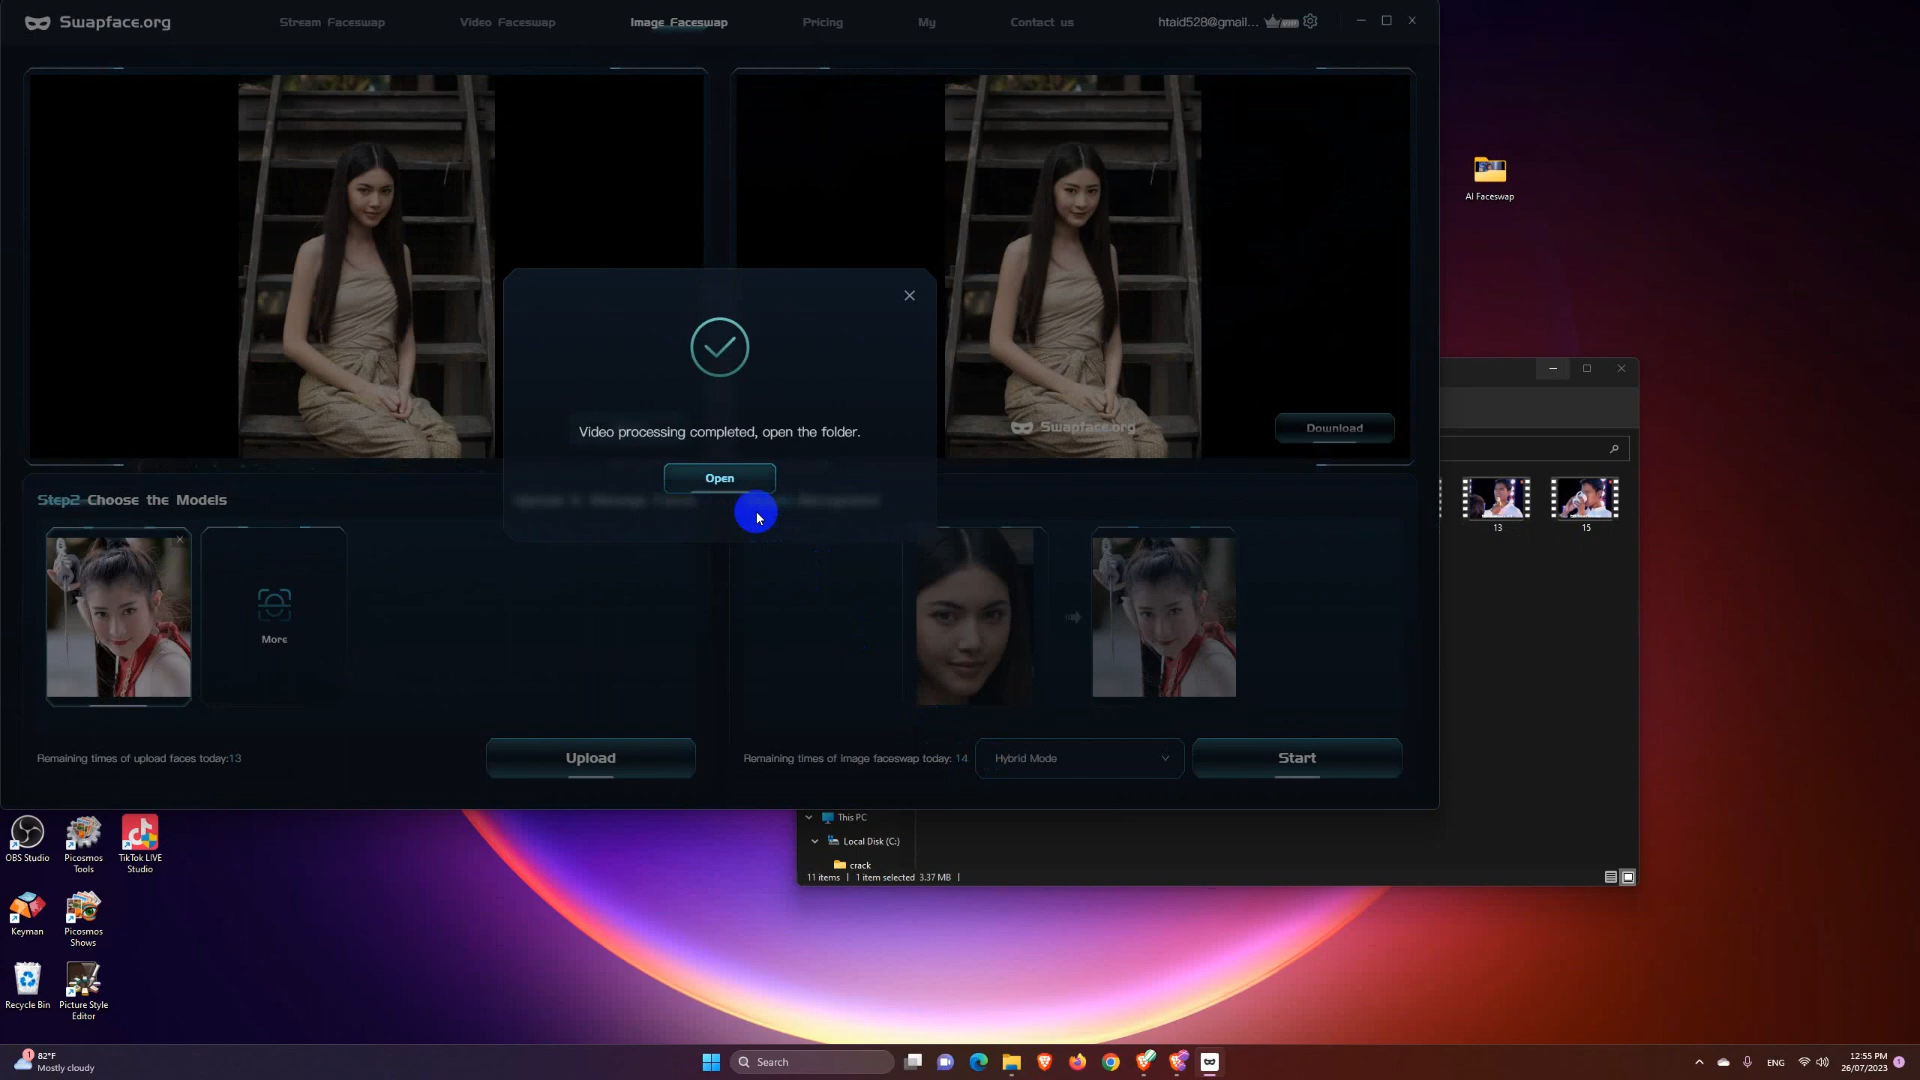 Swapface.org
Stream Faceswap
Video Faceswap
Image Faceswap
Pricing
My
Contact us
htaid528@gmail...
AI Faceswap
Video processing completed, open the folder.
Open
Swapface.org
Download
Step2 Choose the Models
More
13
15
Remaining times of upload faces today:13
Upload
Remaining times of image faceswap today: 14
Hybrid Mode
Start
This PC
Local Disk (C:)
crack
11 items
1 item selected 3.37 MB
OBS Studio
Picosmos Tools
TikTok LIVE Studio
Keyman
Picosmos Shows
Recycle Bin
Picture Style Editor
1
82°F
Mostly cloudy
Search
ENG
12:55 PM
26/07/2023
1